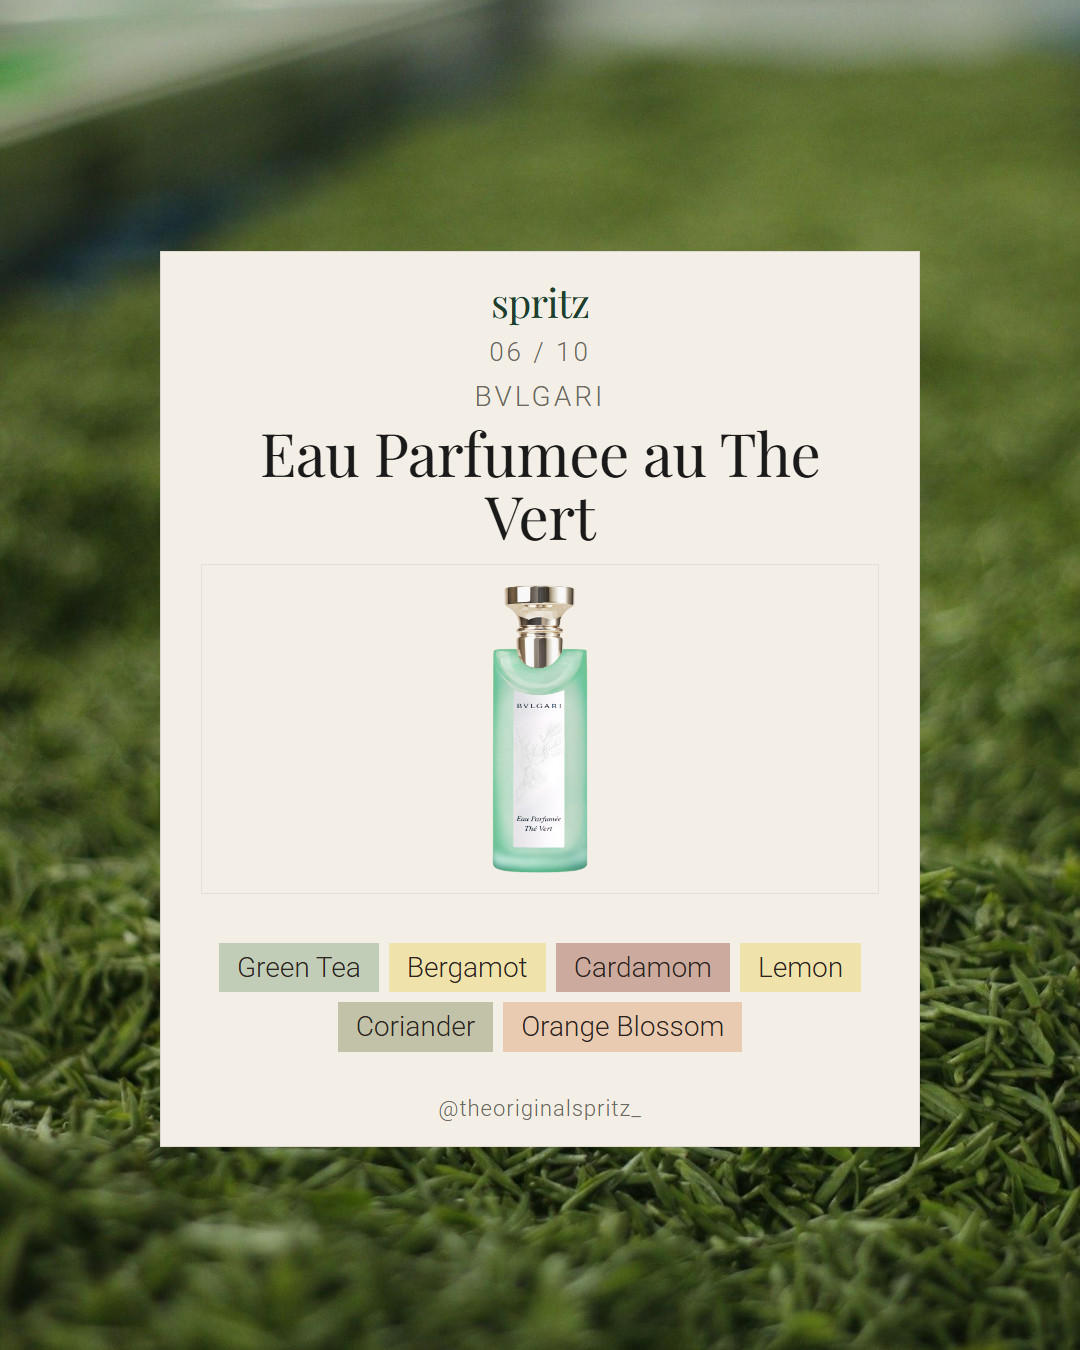 spritz
06 / 10
BVLGARI
Eau Parfumee au The
Vert
BVLGARI
Eau Parfumée
Thé Vert
Green Tea
Bergamot
Cardamom
Lemon
Coriander
Orange Blossom
@theoriginalspritz_